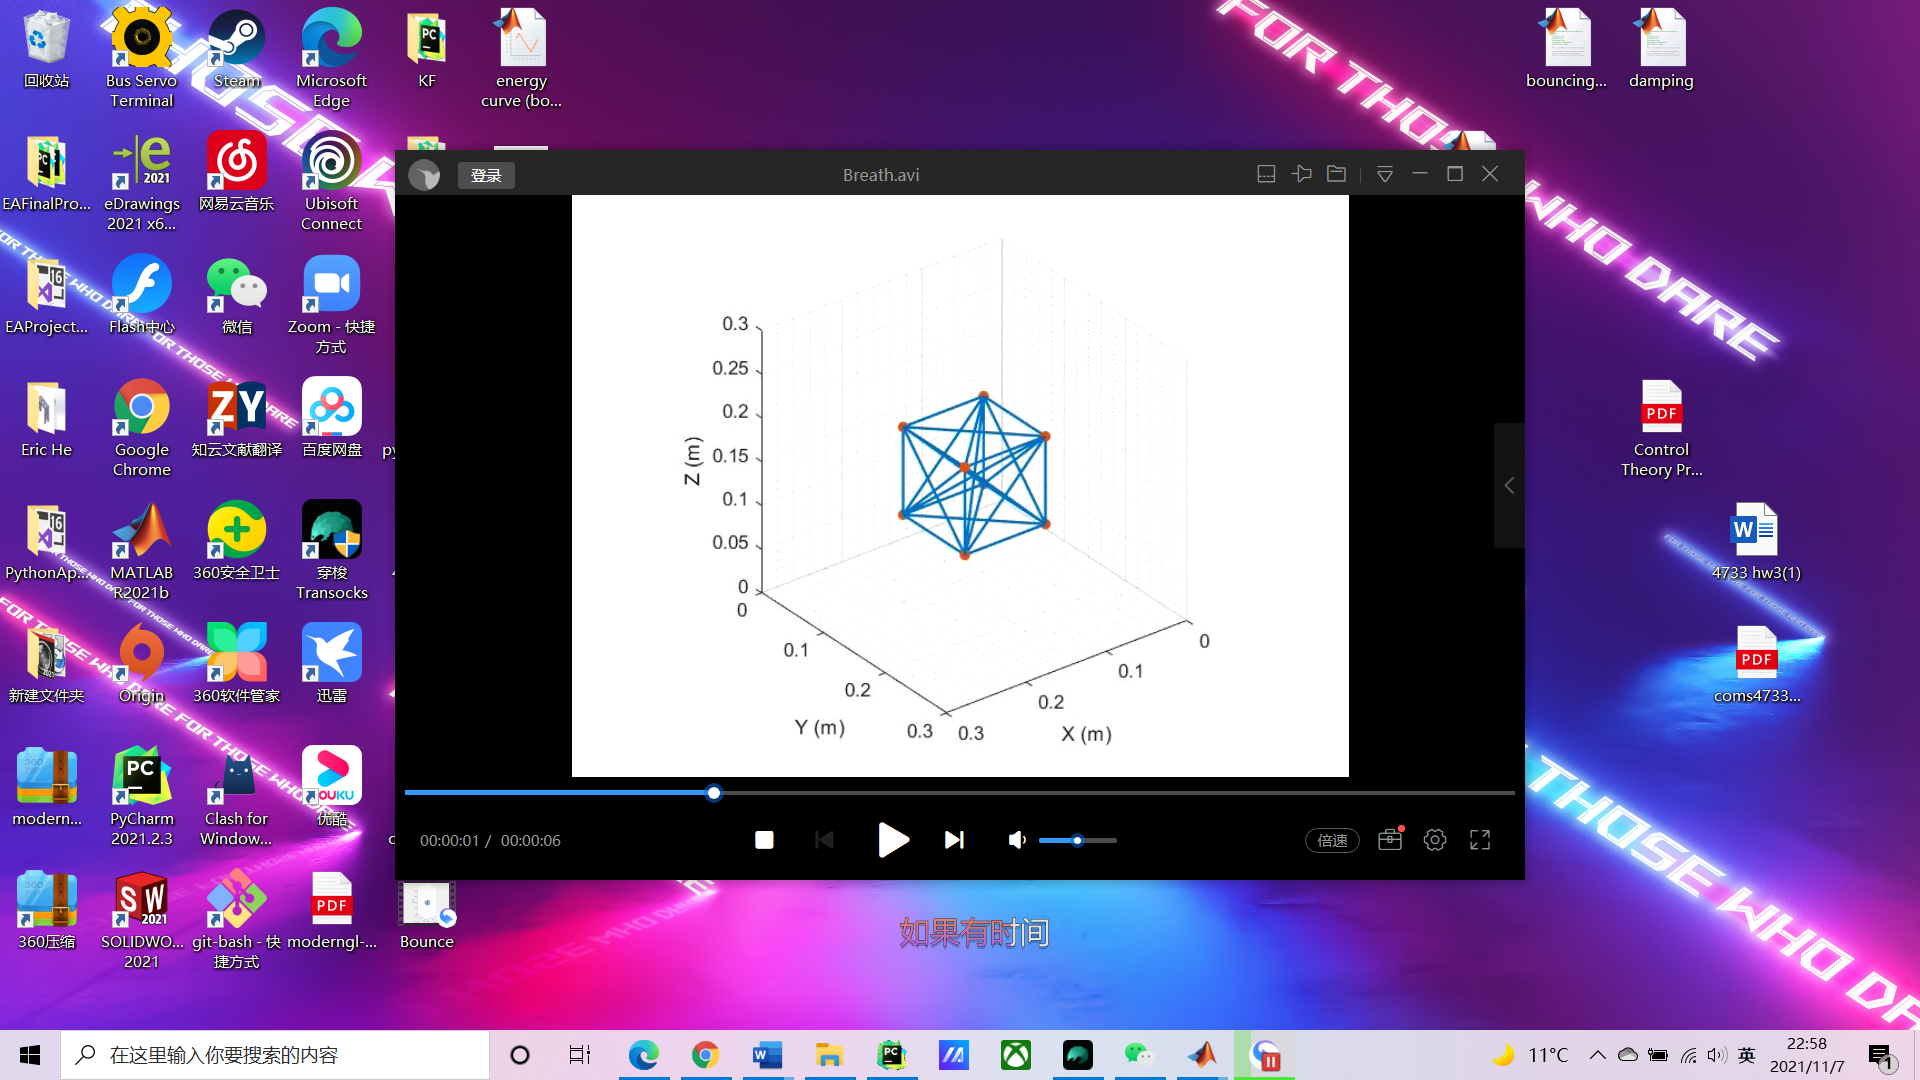 回收站
Bus Servo
Terminal
Steam
Microsoft
Edge
KF
energy
curve (bo...
bouncing...
damping
EAFinalPro...
eDrawings
2021 x6...
网易云音乐
Ubisoft
Connect
登录
Breath.avi
EAProject...
Flash中心
微信
Zoom - 快捷
方式
0.3
0.25
0.2
0.15
0.1
0.05
0
Z (m)
0
0.1
0.2
0.3
Y (m)
0.3
0.2
0.1
0
X (m)
Eric He
Google
Chrome
知云文献翻译
百度网盘
py
Control
Theory Pr...
PythonAp...
MATLAB
R2021b
360安全卫士
穿梭
Transocks
4733 hw3(1)
新建文件夹
Origin
360软件管家
迅雷
coms4733...
modern...
PyCharm
2021.2.3
Clash for
Window...
优酷
00:00:01 / 00:00:06
倍速
360压缩
SOLIDWO...
2021
git-bash - 快
捷方式
moderngl-...
Bounce
如果有时间
FOR THOSE WHO DARE
在这里输入你要搜索的内容
11°C
英
22:58
2021/11/7
1